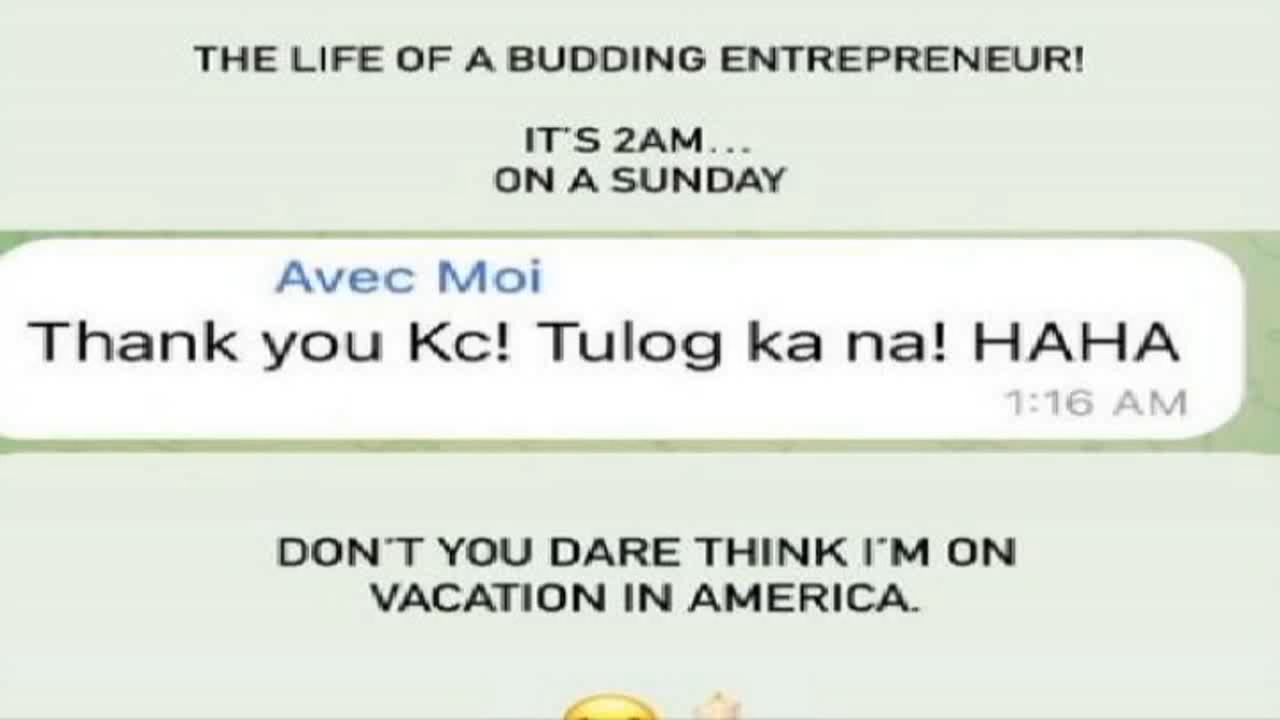 THE LIFE OF A BUDDING ENTREPRENEUR!
IT'S 2AM...
ON A SUNDAY
Avec Moi
Thank you Kc! Tulog ka na! HAHA
1:16 AM
DON'T YOU DARE THINK I'M ON
VACATION IN AMERICA.